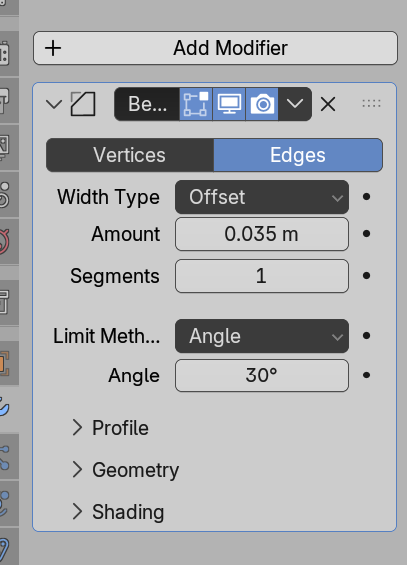 + Add Modifier
Be...
Vertices Edges
Width Type Offset
Amount 0.035 m
Segments 1
Limit Meth... Angle
Angle 30°
Profile
Geometry
Shading